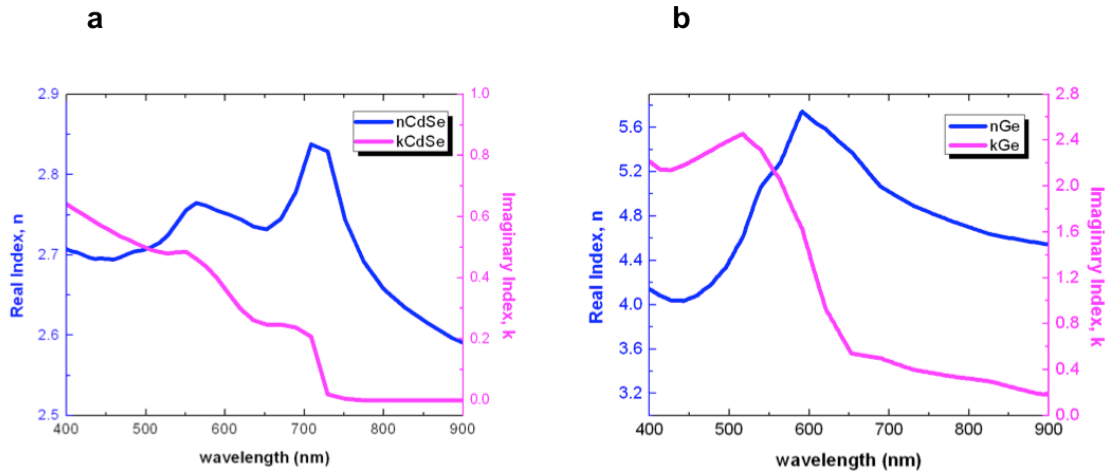 a
2.9
2.8
2.7
2.6
2.5
Real Index, n
1.0
0.8
0.6
0.4
0.2
0.0
Imaginary Index, k
nCdSe
kCdSe
400 500 600 700 800 900
wavelength (nm)
b
5.6
5.2
4.8
4.4
4.0
3.6
3.2
Real Index, n
2.8
2.4
2.0
1.6
1.2
0.8
0.4
0.0
Imaginary Index, k
nGe
kGe
400 500 600 700 800 900
wavelength (nm)